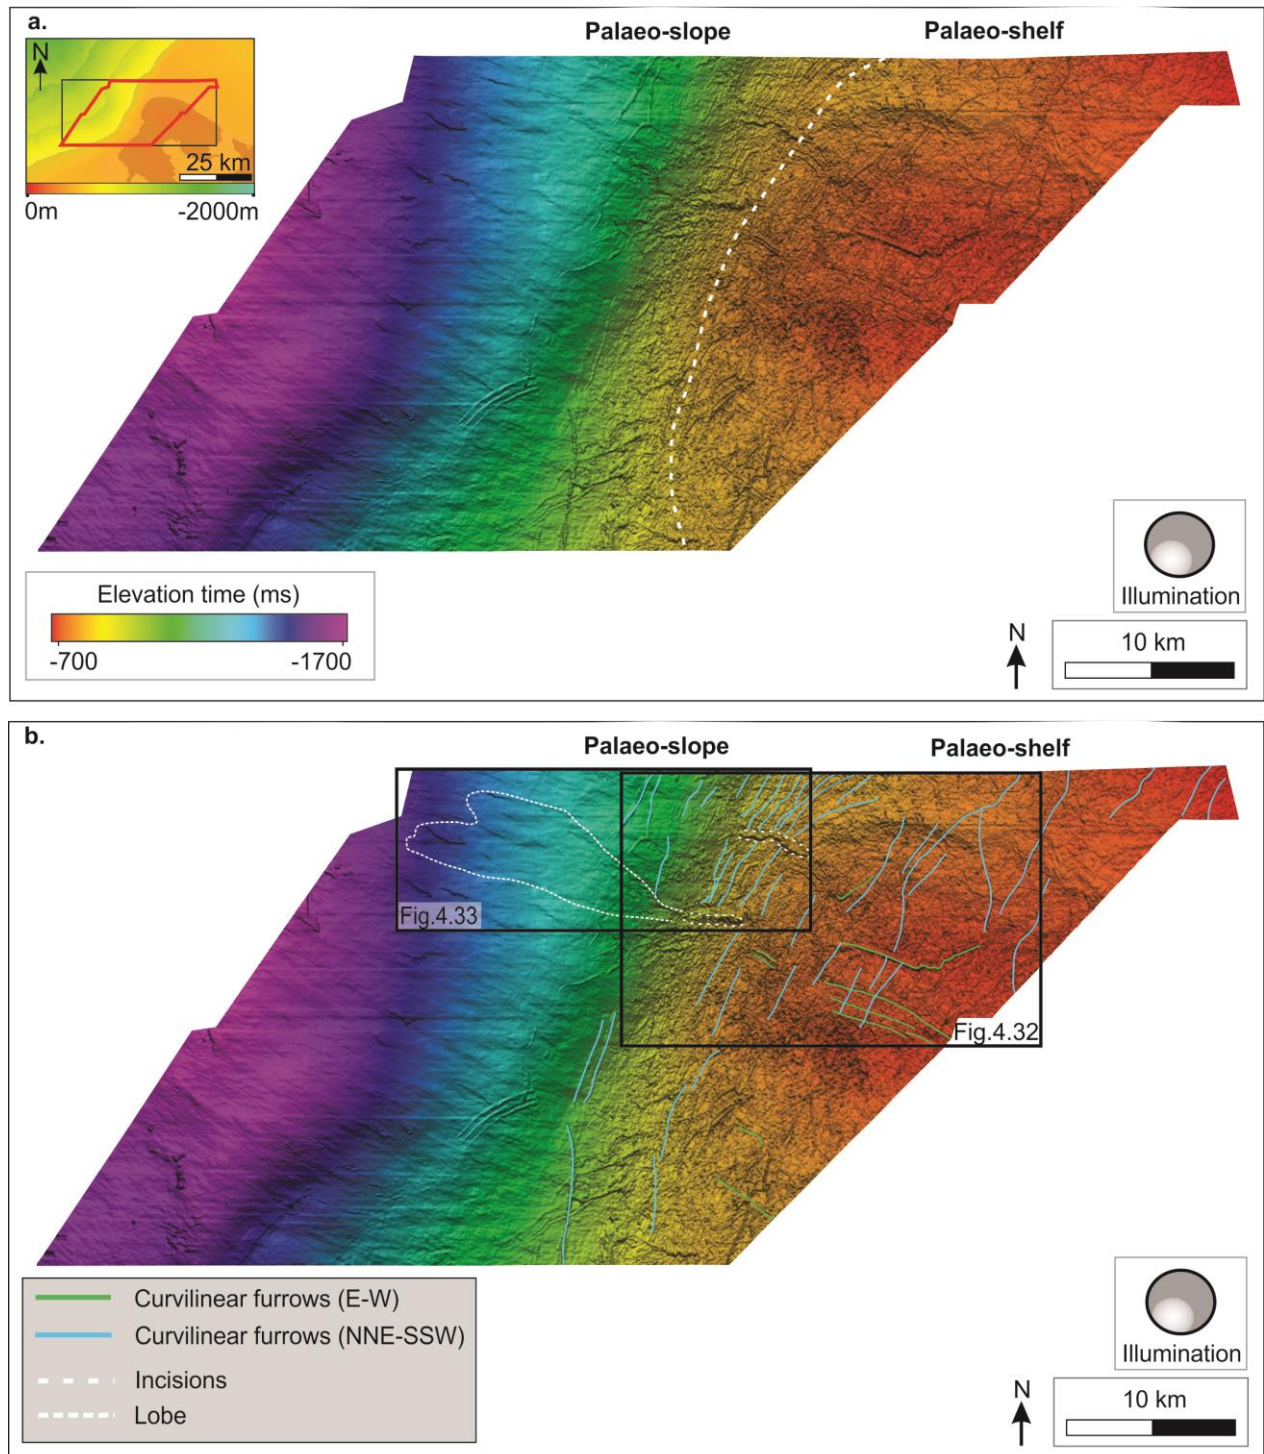 a.
Palaeo-slope
Palaeo-shelf
N
25 km
0m
-2000m
Elevation time (ms)
-700
-1700
Illumination
N
10 km
b.
Palaeo-slope
Palaeo-shelf
Fig.4.33
Fig.4.32
Curvilinear furrows (E-W)
Curvilinear furrows (NNE-SSW)
Incisions
Lobe
Illumination
N
10 km